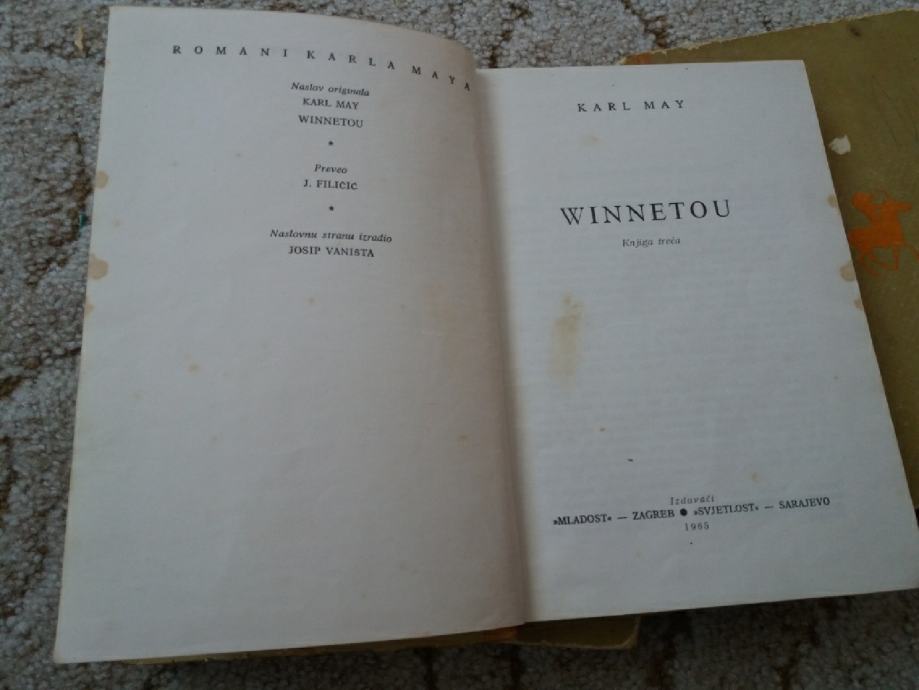 ROMANI KARLA MAYA
Naslov originala
KARL MAY
WINNETOU
*
Preveo
J. FILIČIĆ
*
Naslovnu stranu izradio
JOSIP VANIŠTA
KARL MAY
WINNETOU
Knjiga treća
Izdavači
»MLADOST« — ZAGREB ● »SVJETLOST« — SARAJEVO
1965